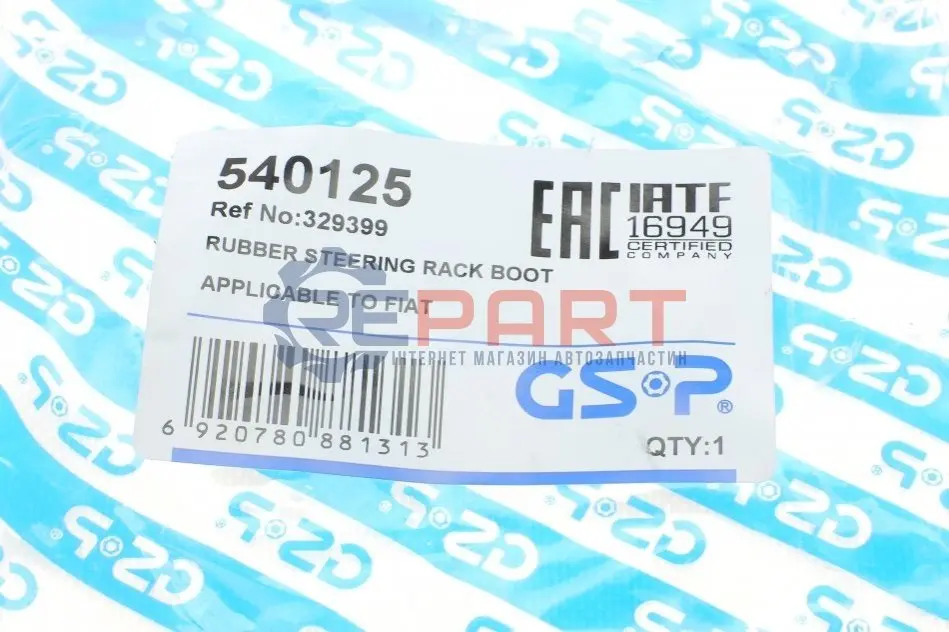 540125
Ref No:329399
RUBBER STEERING RACK BOOT
APPLICABLE TO FIAT
EAC
IATF
16949
CERTIFIED
COMPANY
REPART
ІНТЕРНЕТ МАГАЗИН АВТОЗАПЧАСТИН
6 920780 881313
GSP®
QTY:1